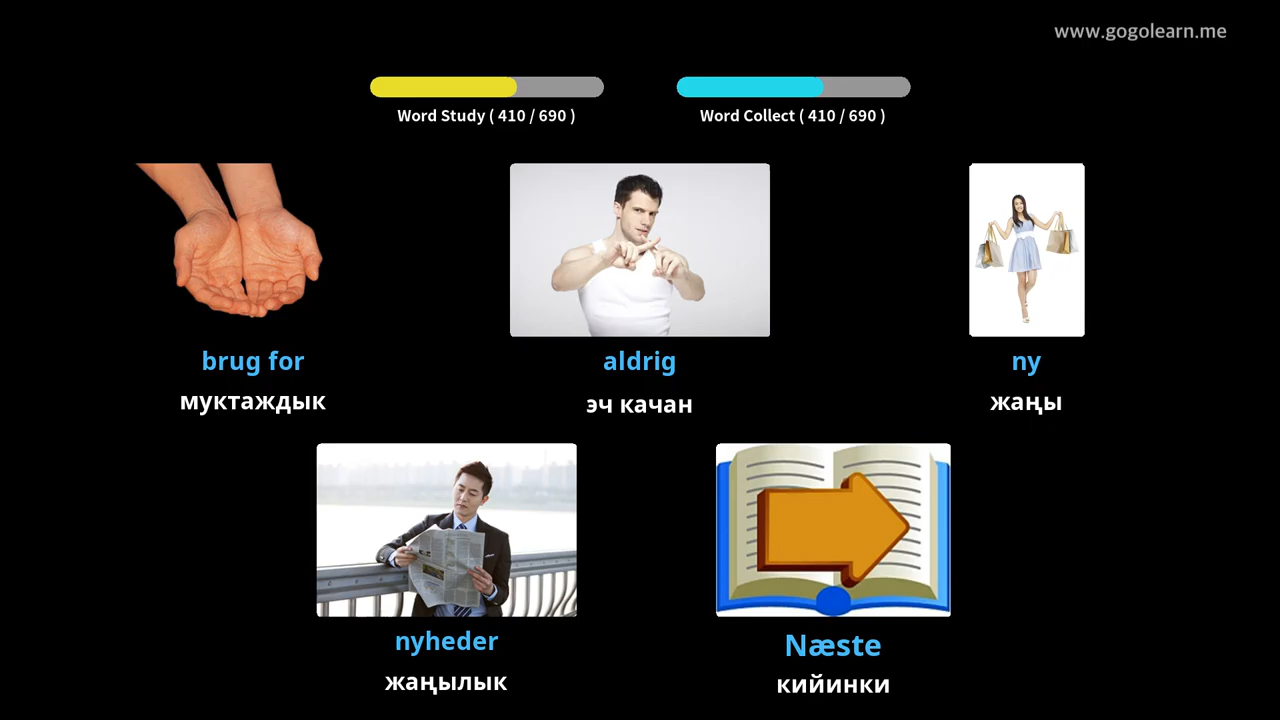 www.gogolearn.me
Word Study ( 410 / 690 )
Word Collect ( 410 / 690 )
brug for
муктаждык
aldrig
эч качан
ny
жаңы
nyheder
жаңылык
Næste
кийинки